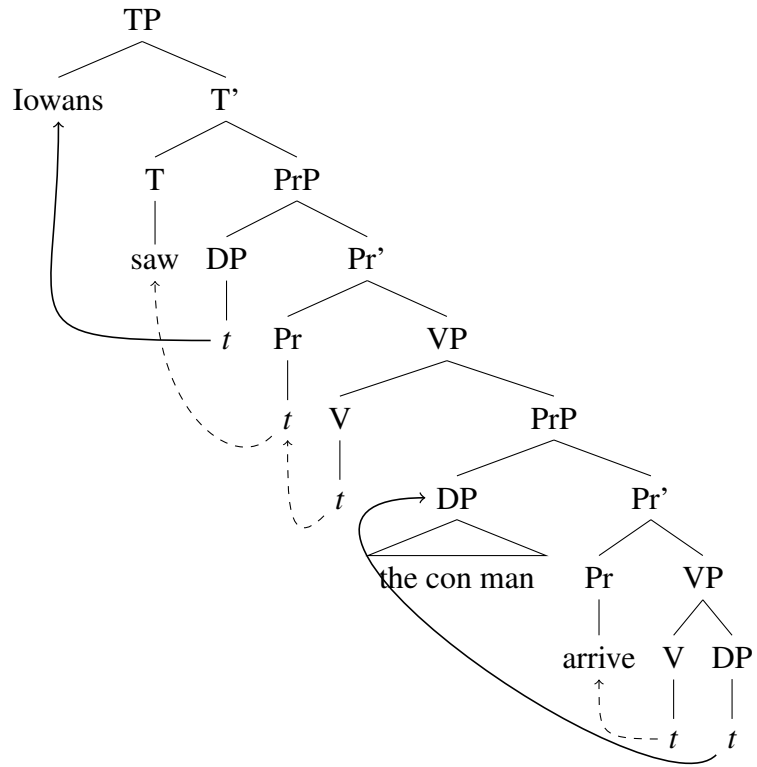 TP
Iowans T'
T PrP
saw DP Pr'
t Pr VP
t V PrP
t DP Pr'
the con man Pr VP
arrive V DP
t t